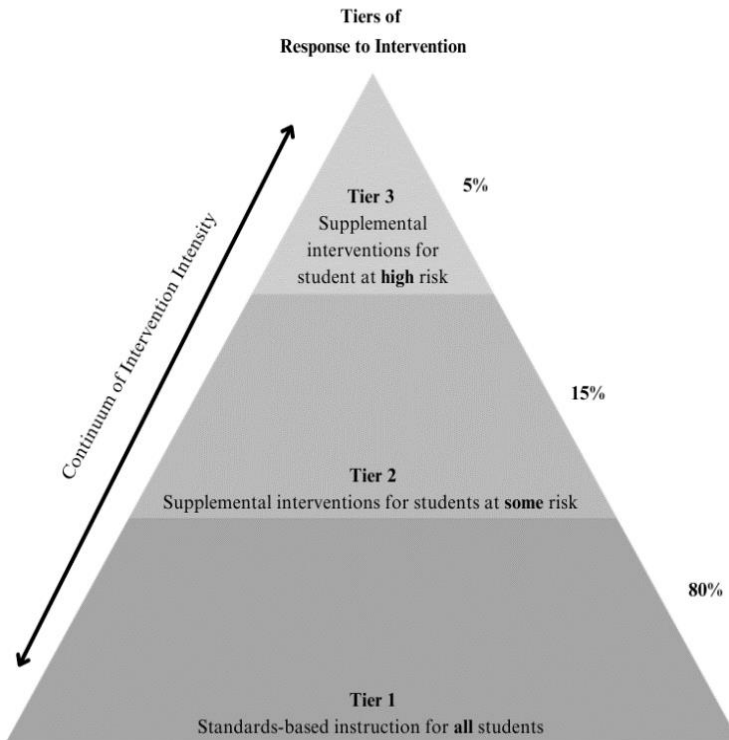 Tiers of
Response to Intervention
Continuum of Intervention Intensity
5%
Tier 3
Supplemental
interventions for
student at high risk
15%
Tier 2
Supplemental interventions for students at some risk
80%
Tier 1
Standards-based instruction for all students